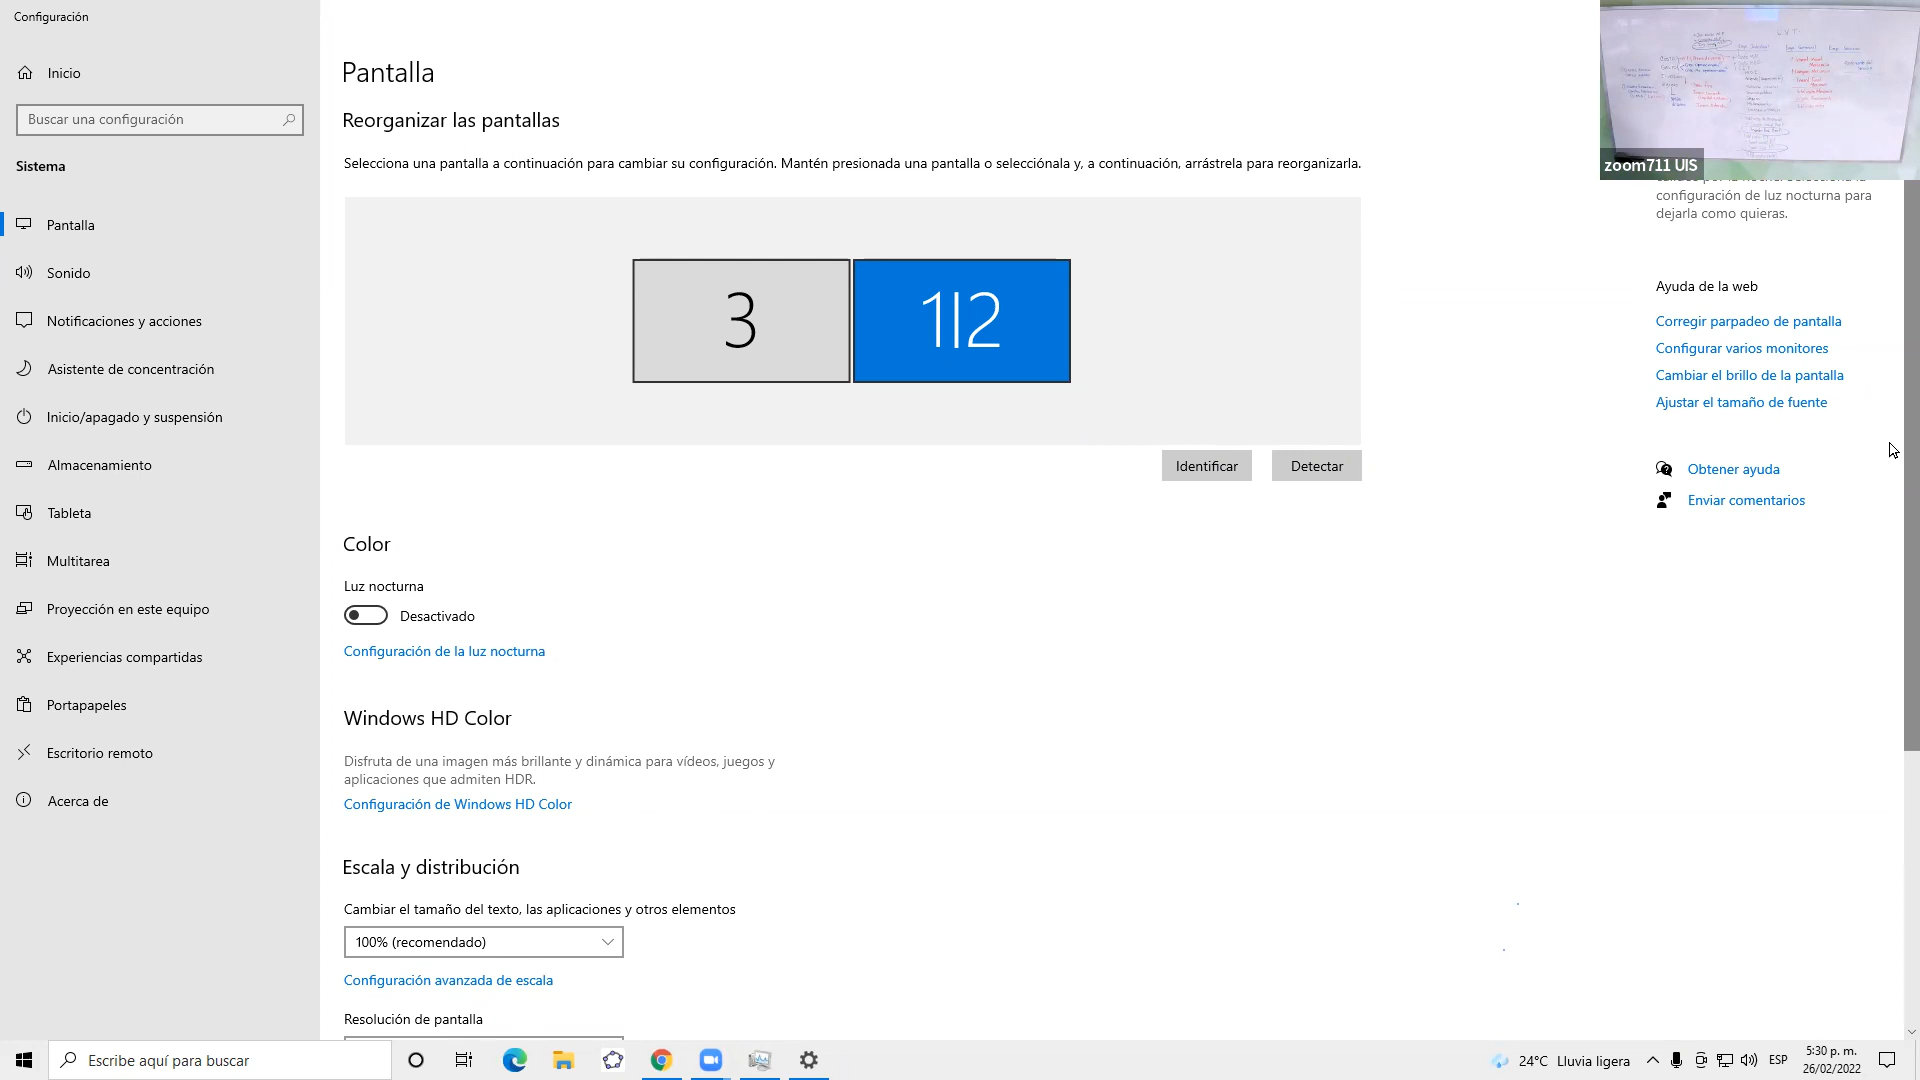 Configuración
Inicio
Buscar una configuración
Sistema
Pantalla
Sonido
Notificaciones y acciones
Asistente de concentración
Inicio/apagado y suspensión
Almacenamiento
Tableta
Multitarea
Proyección en este equipo
Experiencias compartidas
Portapapeles
Escritorio remoto
Acerca de
Pantalla
Reorganizar las pantallas
Selecciona una pantalla a continuación para cambiar su configuración. Mantén presionada una pantalla o selecciónala y, a continuación, arrástrela para reorganizarla.
3
1|2
Identificar
Detectar
Color
Luz nocturna
Desactivado
Configuración de la luz nocturna
Windows HD Color
Disfruta de una imagen más brillante y dinámica para vídeos, juegos y
aplicaciones que admiten HDR.
Configuración de Windows HD Color
Escala y distribución
Cambiar el tamaño del texto, las aplicaciones y otros elementos
100% (recomendado)
Configuración avanzada de escala
Resolución de pantalla
zoom711 UIS
configuración de luz nocturna para
dejarla como quieras.
Ayuda de la web
Corregir parpadeo de pantalla
Configurar varios monitores
Cambiar el brillo de la pantalla
Ajustar el tamaño de fuente
Obtener ayuda
Enviar comentarios
Escribe aquí para buscar
24°C Lluvia ligera
ESP
5:30 p. m.
26/02/2022